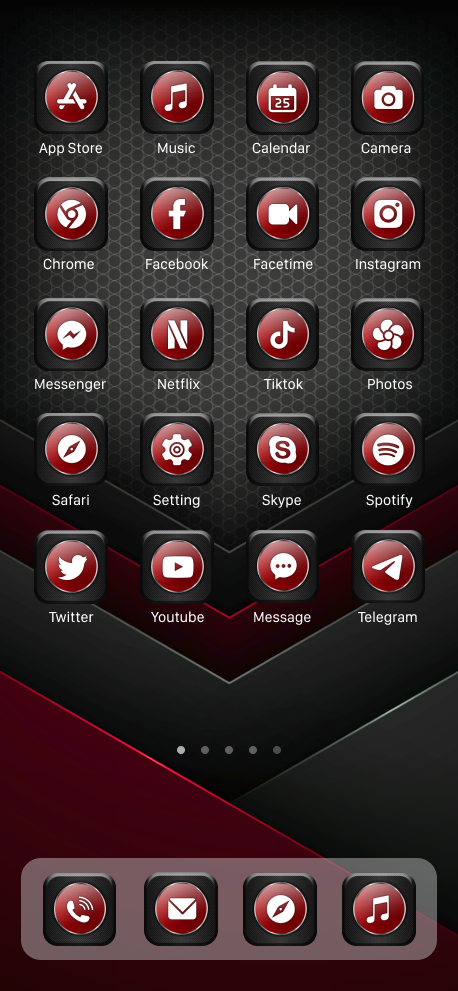 App Store Music Calendar Camera
25
Chrome Facebook Facetime Instagram
Messenger Netflix Tiktok Photos
Safari Setting Skype Spotify
Twitter Youtube Message Telegram